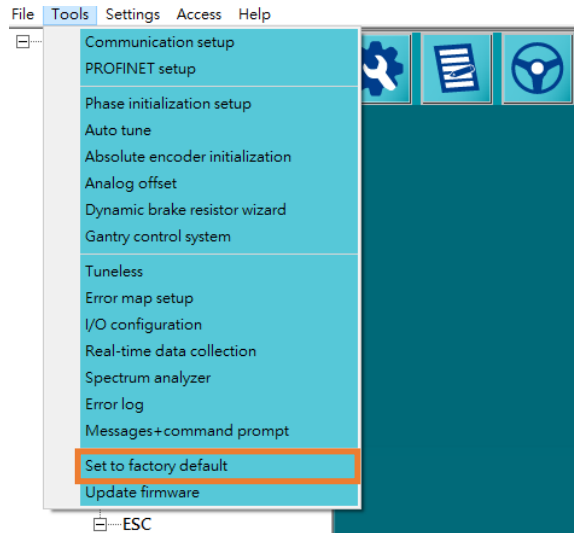 File Tools Settings Access Help
Communication setup
PROFINET setup
Phase initialization setup
Auto tune
Absolute encoder initialization
Analog offset
Dynamic brake resistor wizard
Gantry control system
Tuneless
Error map setup
I/O configuration
Real-time data collection
Spectrum analyzer
Error log
Messages+command prompt
Set to factory default
Update firmware
ESC